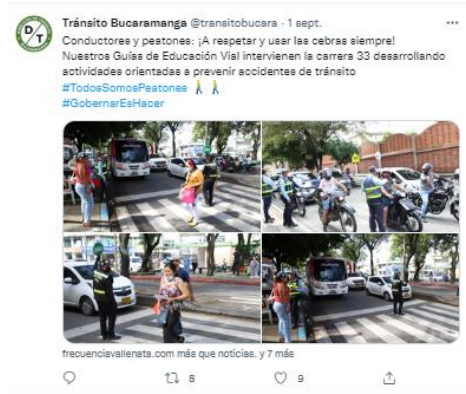 D/T
Tránsito Bucaramanga @transitobucara · 1 sept.
Conductores y peatones: ¡A respetar y usar las cebras siempre!
Nuestros Guías de Educación Vial intervienen la carrera 33 desarrollando
actividades orientadas a prevenir accidentes de tránsito
#TodosSomosPeatones 🚶🚶
#GobernarEsHacer
frecuenciavallenata.com más que noticias. y 7 más
8
9